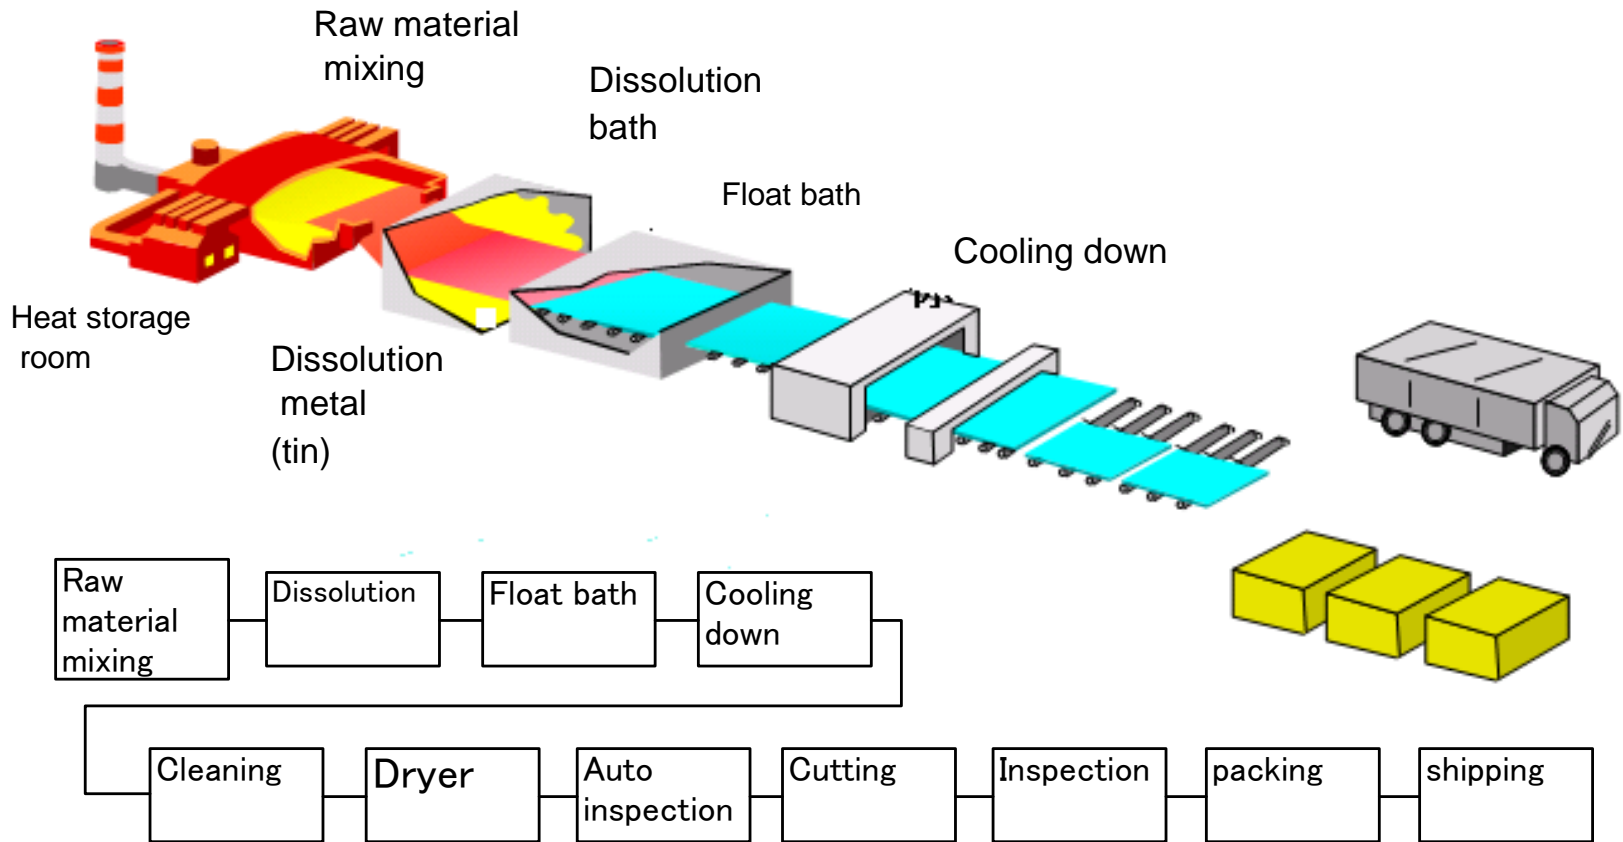 Raw material
mixing
Dissolution
bath
Float bath
Cooling down
Heat storage
room
Dissolution
metal
(tin)
Raw
material
mixing
Dissolution
Float bath
Cooling
down
Cleaning
Dryer
Auto
inspection
Cutting
Inspection
packing
shipping